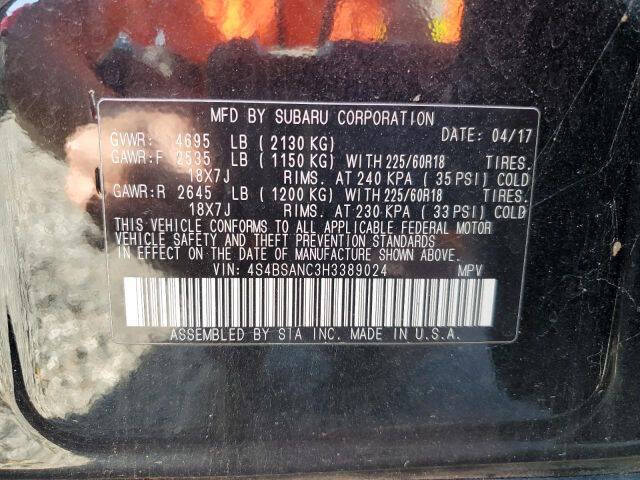 MFD BY SUBARU CORPORATION
GVWR: 4695 LB ( 2130 KG) DATE: 04/17
GAWR:F 2535 LB ( 1150 KG) WITH 225/60R18 TIRES.
18X7J RIMS. AT 240 KPA ( 35 PSI) COLD
GAWR:R 2645 LB ( 1200 KG) WITH 225/60R18 TIRES.
18X7J RIMS. AT 230 KPA ( 33 PSI) COLD
THIS VEHICLE CONFORMS TO ALL APPLICABLE FEDERAL MOTOR
VEHICLE SAFETY AND THEFT PREVENTION STANDARDS
IN EFFECT ON THE DATE OF MANUFACTURE SHOWN ABOVE.
VIN: 4S4BSANC3H3389024 MPV
ASSEMBLED BY SIA INC. MADE IN U.S.A.